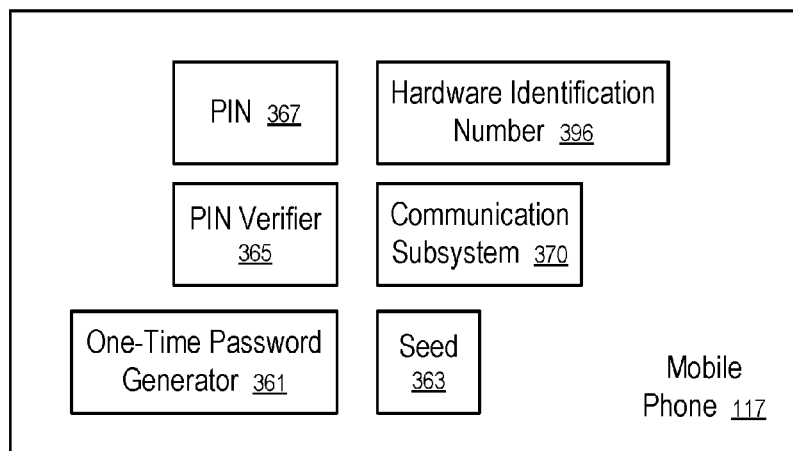 PIN 367
Hardware Identification
Number 396
PIN Verifier
365
Communication
Subsystem 370
One-Time Password
Generator 361
Seed
363
Mobile
Phone 117